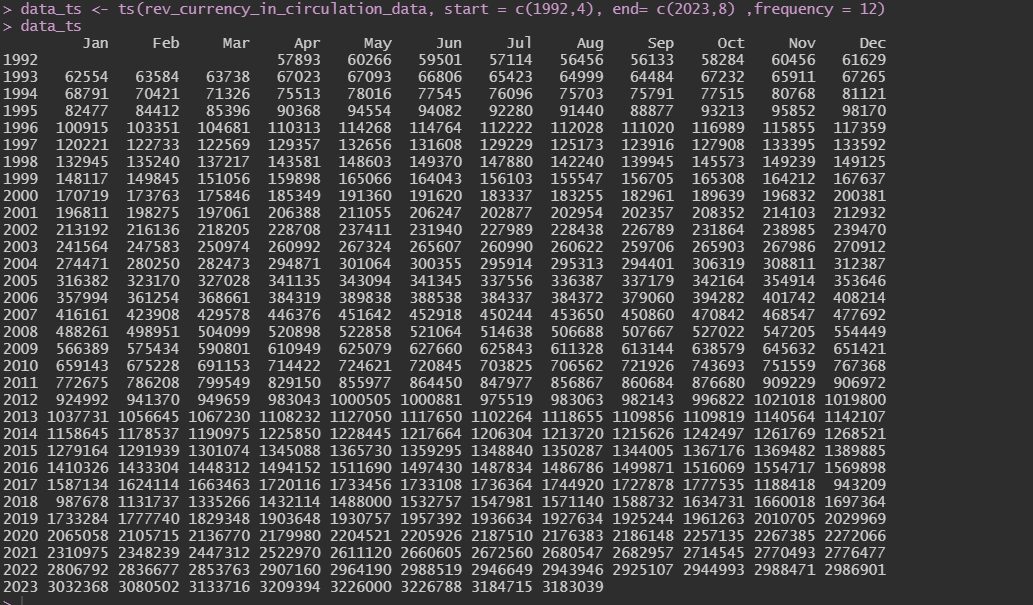 > data_ts <- ts(rev_currency_in_circulation_data, start = c(1992,4), end= c(2023,8) ,frequency = 12)
> data_ts
Jan Feb Mar Apr May Jun Jul Aug Sep Oct Nov Dec
1992 57893 60266 59501 57114 56456 56133 58284 60456 61629
1993 62554 63584 63738 67023 67093 66806 65423 64999 64484 67232 65911 67265
1994 68791 70421 71326 75513 78016 77545 76096 75703 75791 77515 80768 81121
1995 82477 84412 85396 90368 94554 94082 92280 91440 88877 93213 95852 98170
1996 100915 103351 104681 110313 114268 114764 112222 112028 111020 116989 115855 117359
1997 120221 122733 122569 129357 132656 131608 129229 125173 123916 127908 133395 133592
1998 132945 135240 137217 143581 148603 149370 147880 142240 139945 145573 149239 149125
1999 148117 149845 151056 159898 165066 164043 156103 155547 156705 165308 164212 167637
2000 170719 173763 175846 185349 191360 191620 183337 183255 182961 189639 196832 200381
2001 196811 198275 197061 206388 211055 206247 202877 202954 202357 208352 214103 212932
2002 213192 216136 218205 228708 237411 231940 227989 228438 226789 231864 238985 239470
2003 241564 247583 250974 260992 267324 265607 260990 260622 259706 265903 267986 270912
2004 274471 280250 282473 294871 301064 300355 295914 295313 294401 306319 308811 312387
2005 316382 323170 327028 341135 343094 341345 337556 336387 337179 342164 354914 353646
2006 357994 361254 368661 384319 389838 388538 384337 384372 379060 394282 401742 408214
2007 416161 423908 429578 446376 451642 452918 450244 453650 450860 470842 468547 477692
2008 488261 498951 504099 520898 522858 521064 514638 506688 507667 527022 547205 554449
2009 566389 575434 590801 610949 625079 627660 625843 611328 613144 638579 645632 651421
2010 659143 675228 691153 714422 724621 720845 703825 706562 721926 743693 751559 767368
2011 772675 786208 799549 829150 855977 864450 847977 856867 860684 876680 909229 906972
2012 924992 941370 949659 983043 1000505 1000881 975519 983063 982143 996822 1021018 1019800
2013 1037731 1056645 1067230 1108232 1127050 1117650 1102264 1118655 1109856 1109819 1140564 1142107
2014 1158645 1178537 1190975 1225850 1228445 1217664 1206304 1213720 1215626 1242497 1261769 1268521
2015 1279164 1291939 1301074 1345088 1365730 1359295 1348840 1350287 1344005 1367176 1369482 1389885
2016 1410326 1433304 1448312 1494152 1511690 1497430 1487834 1486786 1499871 1516069 1554717 1569898
2017 1587134 1624114 1663463 1720116 1733456 1733108 1736364 1744920 1727878 1777535 1188418 943209
2018 987678 1131737 1335266 1432114 1488000 1532757 1547981 1571140 1588732 1634731 1660018 1697364
2019 1733284 1777740 1829348 1903648 1930757 1957392 1936634 1927634 1925244 1961263 2010705 2029969
2020 2065058 2105715 2136770 2179980 2204521 2205926 2187510 2176383 2186148 2257135 2267385 2272066
2021 2310975 2348239 2447312 2522970 2611120 2660605 2672560 2680547 2682957 2714545 2770493 2776477
2022 2806792 2836677 2853763 2907160 2964190 2988519 2946649 2943946 2925107 2944993 2988471 2986901
2023 3032368 3080502 3133716 3209394 3226000 3226788 3184715 3183039
>